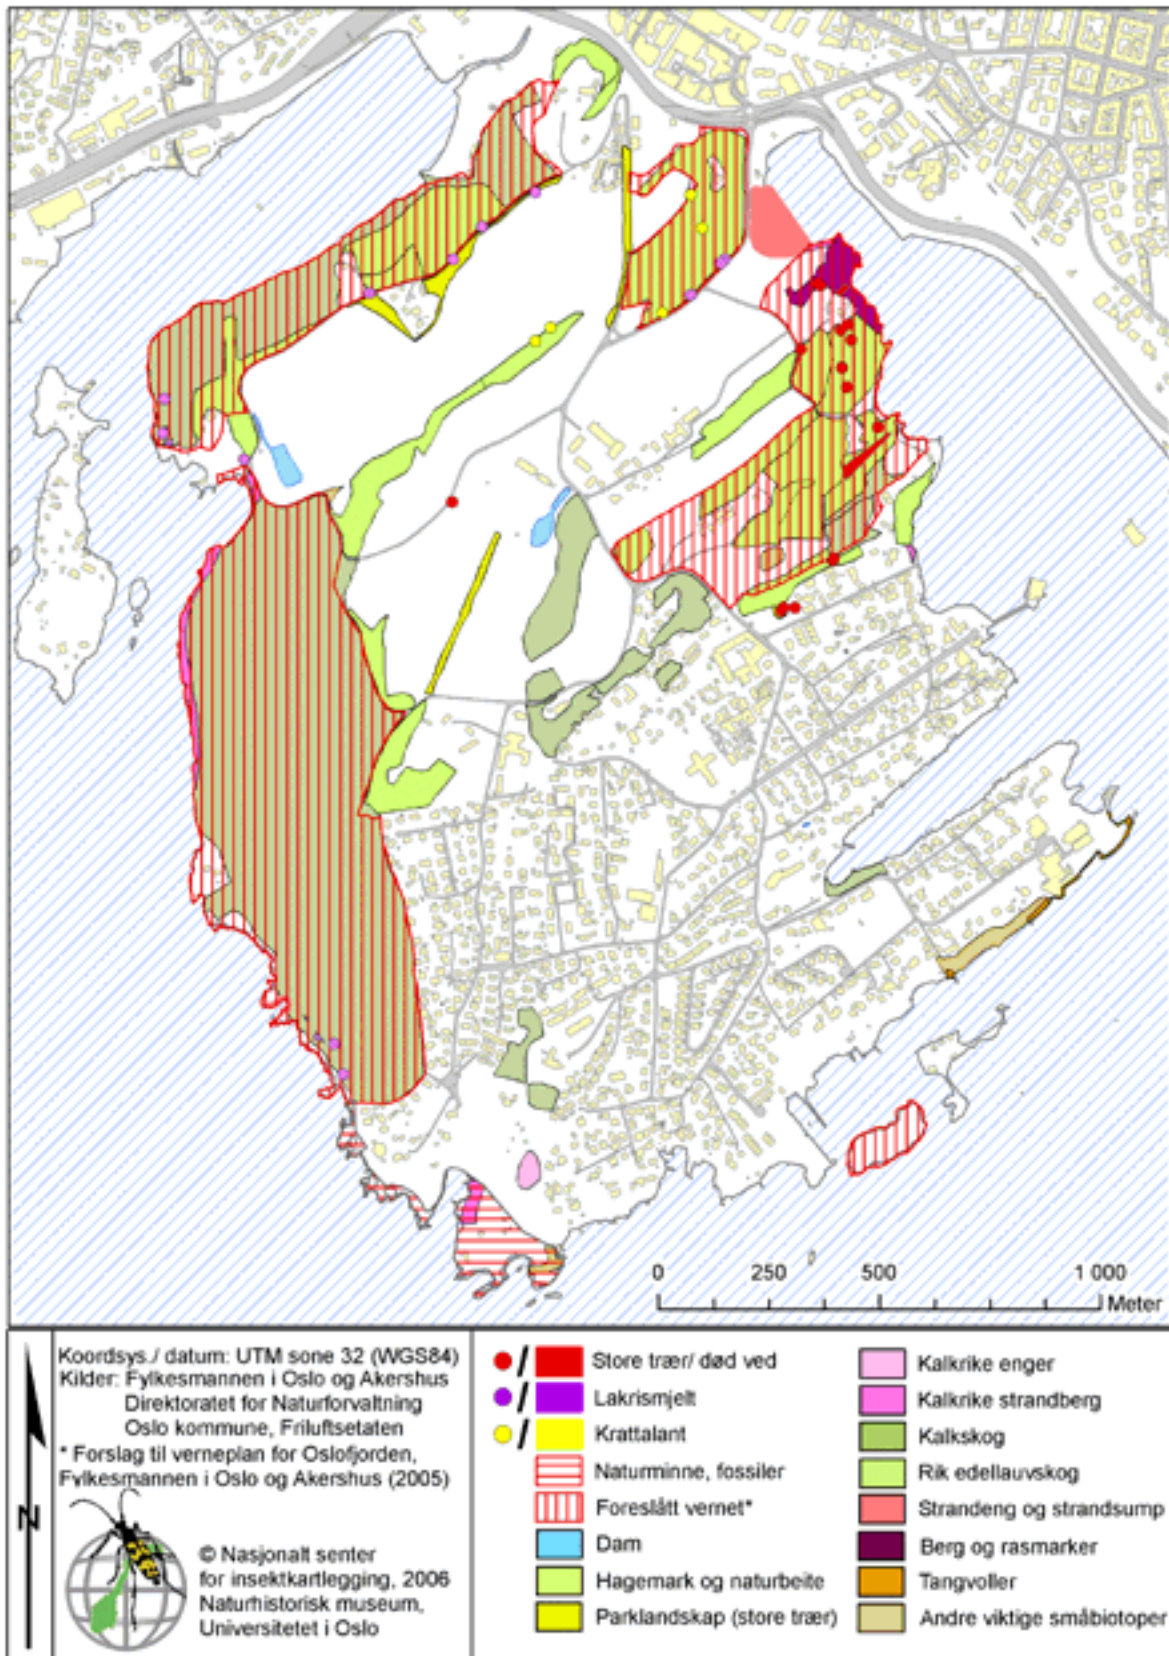 0 250 500 1 000
Meter
Koordsys./ datum: UTM sone 32 (WGS84)
Kilder: Fylkesmannen i Oslo og Akershus
Direktoratet for Naturforvaltning
Oslo kommune, Friluftsetaten
* Forslag til verneplan for Oslofjorden,
Fylkesmannen i Oslo og Akershus (2005)
N
© Nasjonalt senter
for insektkartlegging, 2006
Naturhistorisk museum,
Universitetet i Oslo
/ Store trær/ død ved
/ Lakrismjelt
/ Krattalant
Naturminne, fossiler
Foreslått vernet*
Dam
Hagemark og naturbeite
Parklandskap (store trær)
Kalkrike enger
Kalkrike strandberg
Kalkskog
Rik edellauvskog
Strandeng og strandsump
Berg og rasmarker
Tangvoller
Andre viktige småbiotoper